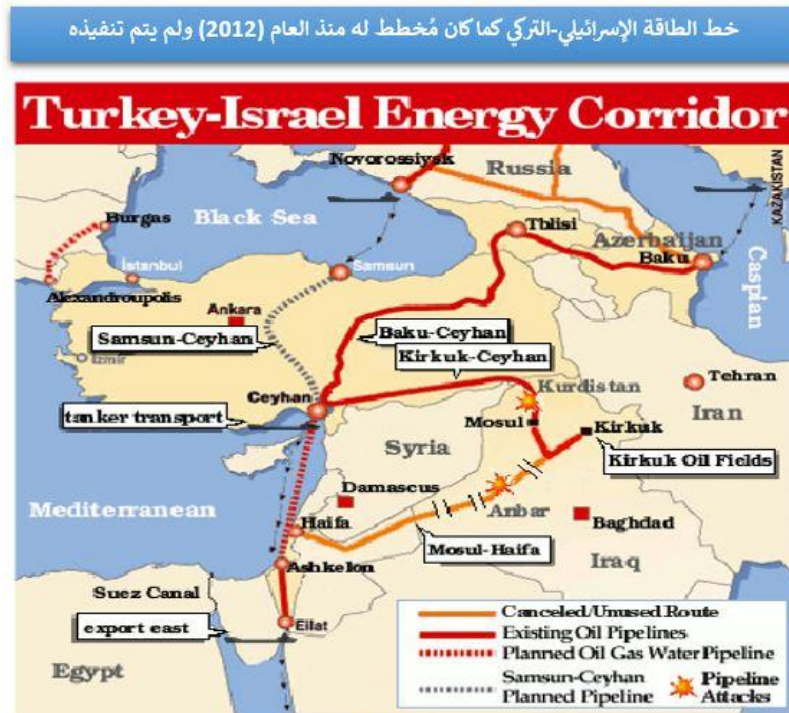 خط الطاقة الإسرائيلي-التركي كما كان مُخطط له منذ العام (2012) ولم يتم تنفيذه
Turkey-Israel Energy Corridor
Novorossiysk
Russia
KAZAKISTAN
Burgas
Black Sea
Tblisi
Azerbaijan
Baku
Caspian
İstanbul
Samsun
Alexandroupolis
Ankara
Samsun-Ceyhan
Baku-Ceyhan
İzmir
Kirkuk-Ceyhan
Tehran
Ceyhan
Kurdistan
Iran
tanker transport
Mosul
Kirkuk
Syria
Kirkuk Oil Fields
Damascus
Mediterranean
Anbar
Haifa
Baghdad
Mosul-Haifa
Ashkelon
Iraq
Suez Canal
Eilat
export east
Egypt
Canceled/Unused Route
Existing Oil Pipelines
Planned Oil Gas Water Pipeline
Samsun-Ceyhan
Planned Pipeline
Pipeline
Attacks